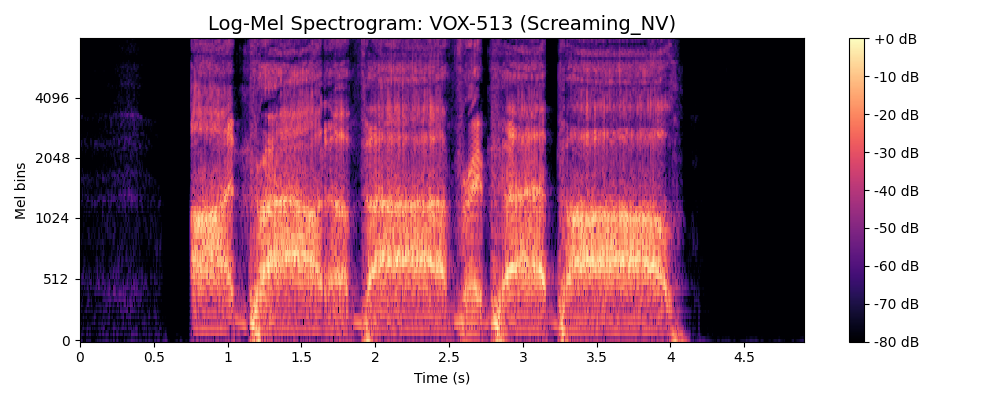 Log-Mel Spectrogram: VOX-513 (Screaming_NV)
+0 dB
-10 dB
-20 dB
-30 dB
-40 dB
-50 dB
-60 dB
-70 dB
-80 dB
Mel bins
4096
2048
1024
512
0
0 0.5 1 1.5 2 2.5 3 3.5 4 4.5
Time (s)